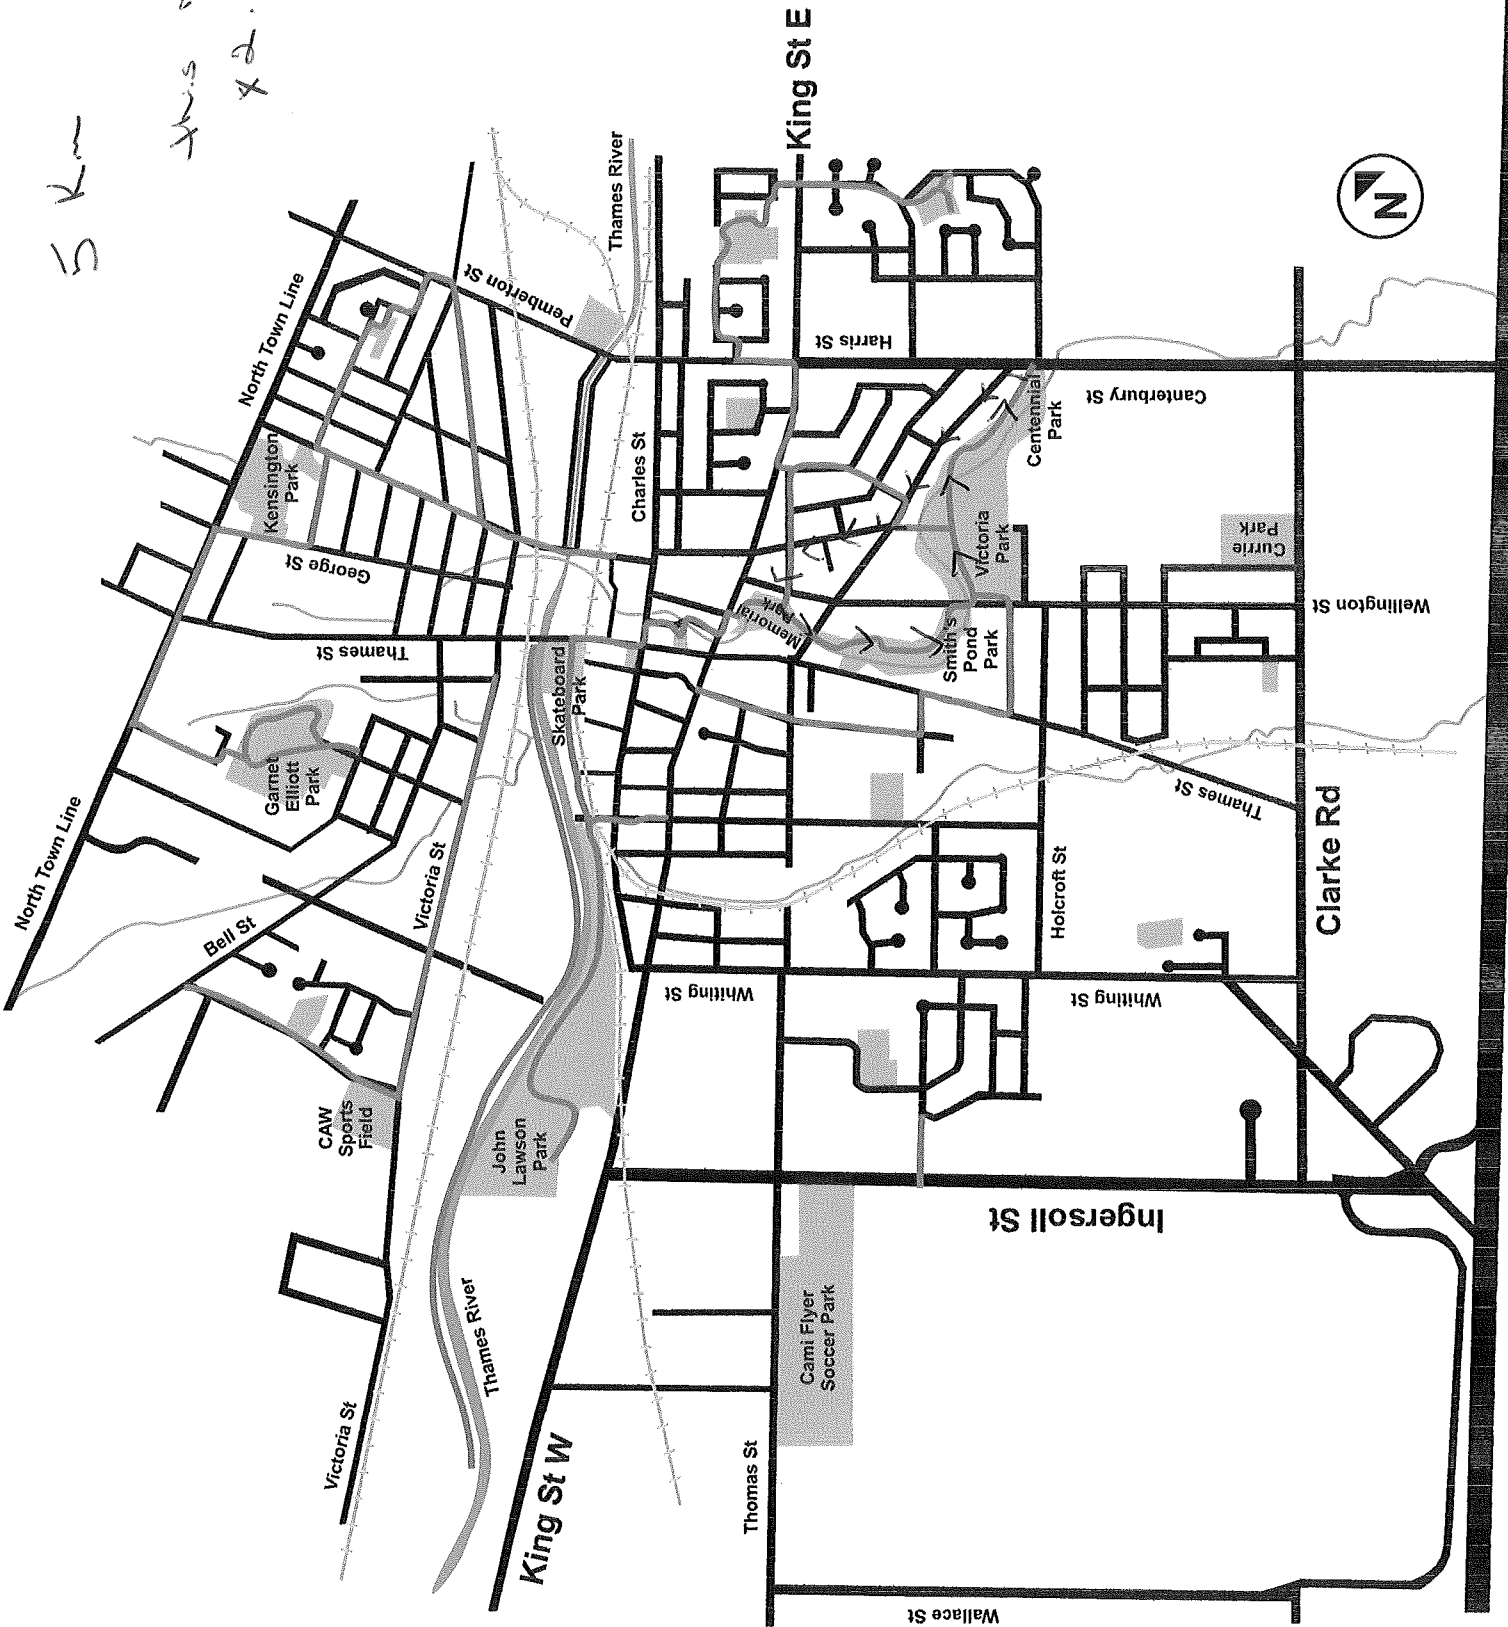 5 Km
this
x 2.
North Town Line
North Town Line
Kensington
Park
George St
Pemberton St
Thames River
King St E
Charles St
Harris St
Canterbury St
Centennial
Park
Victoria
Park
Currie
Park
Wellington St
Memorial
Park
Smith's
Pond
Park
Thames St
Skateboard
Park
Garnet
Elliott
Park
Victoria St
Bell St
Thames St
Clarke Rd
Holcroft St
Whiting St
Whiting St
CAW
Sports
Field
John
Lawson
Park
Ingersoll St
Cami Flyer
Soccer Park
Thames River
Victoria St
King St W
Thomas St
Wallace St
N